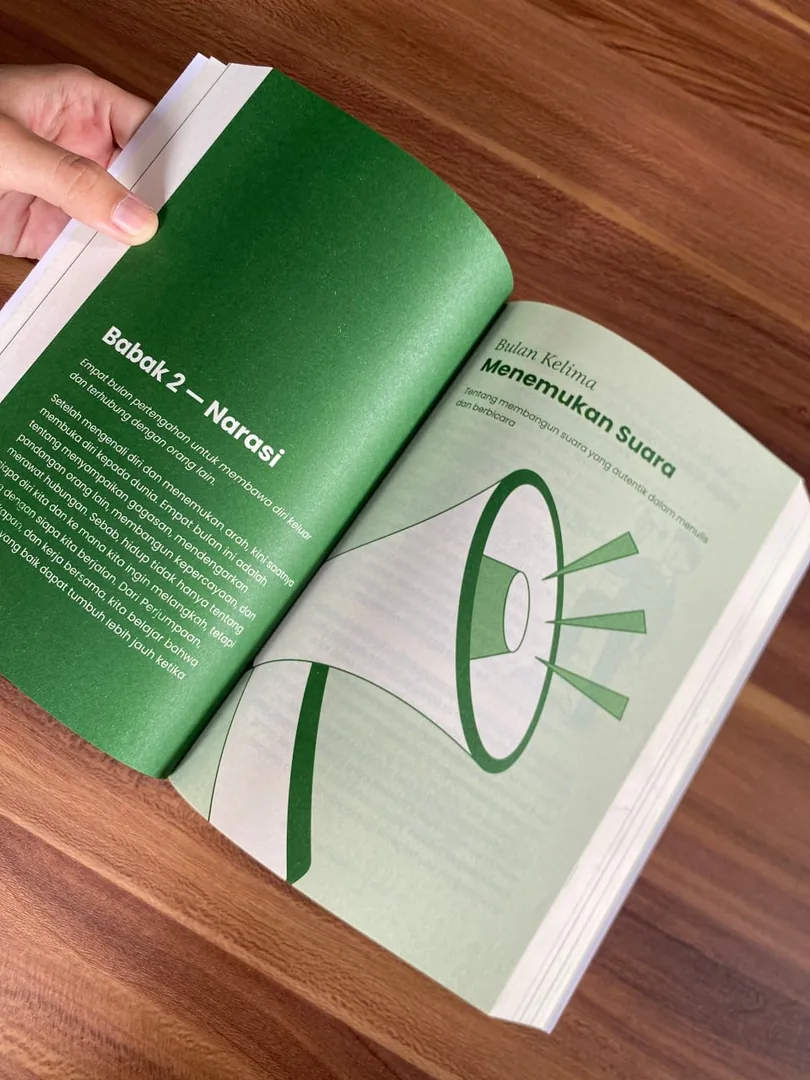 Babak 2 — Narasi
Empat bulan pertengahan untuk membawa diri keluar
dan terhubung dengan orang lain.
Setelah mengenali diri dan menemukan arah, kini saatnya
membuka diri kepada dunia. Empat bulan ini adalah
tentang menyampaikan gagasan, mendengarkan
pandangan orang lain, membangun kepercayaan, dan
merawat hubungan. Sebab, hidup tidak hanya tentang
siapa diri kita dan ke mana kita ingin melangkah, tetapi
dengan siapa kita berjalan. Dari Perjumpaan,
dan kerja bersama, kita belajar bahwa
yang baik dapat tumbuh lebih jauh ketika
Bulan Kelima
Menemukan Suara
Tentang membangun suara yang autentik dalam menulis
dan berbicara